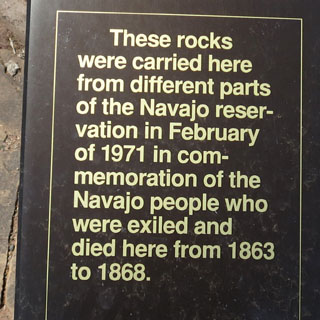 These rocks
were carried here
from different parts
of the Navajo reser-
vation in February
of 1971 in com-
memoration of the
Navajo people who
were exiled and
died here from 1863
to 1868.